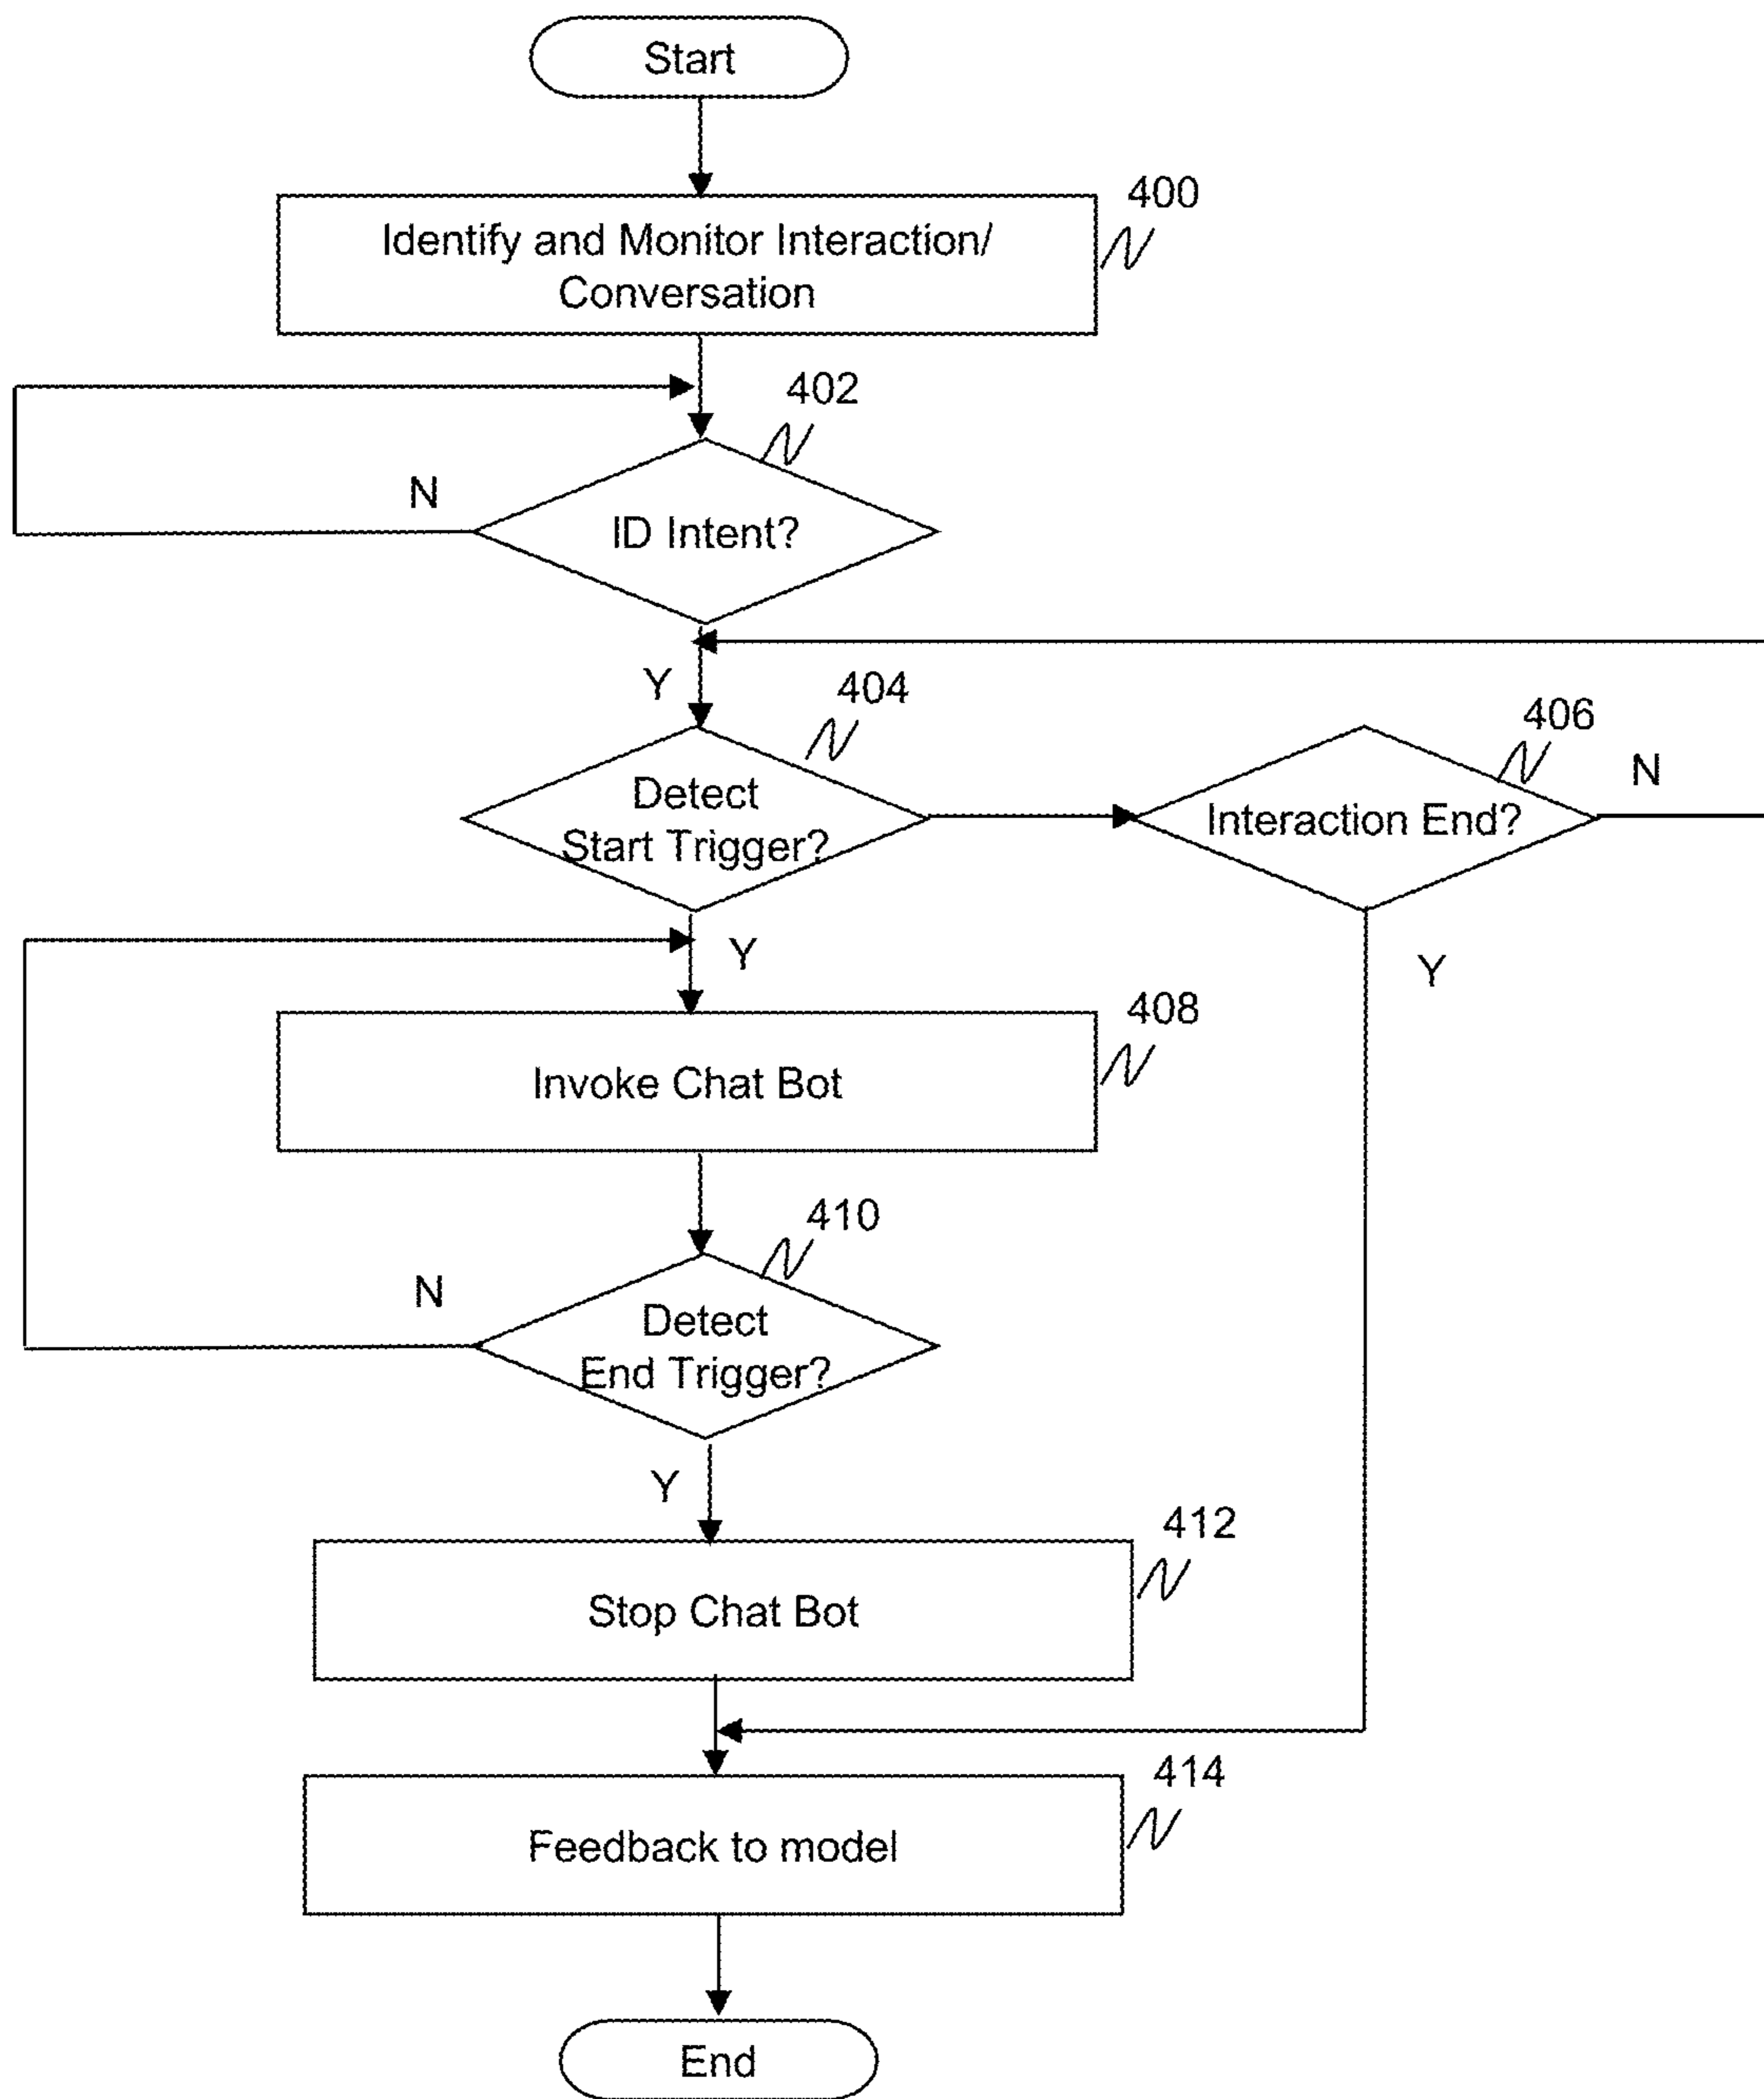 Start
400
Identify and Monitor Interaction/
Conversation
402
N
ID Intent?
Y
404
406
N
Detect
Start Trigger?
Interaction End?
Y
Y
408
Invoke Chat Bot
410
N
Detect
End Trigger?
Y
412
Stop Chat Bot
414
Feedback to model
End